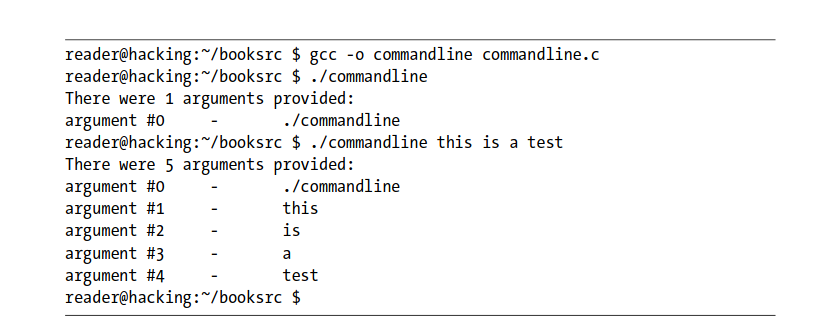 reader@hacking:~/booksrc $ gcc -o commandline commandline.c
reader@hacking:~/booksrc $ ./commandline
There were 1 arguments provided:
argument #0     -       ./commandline
reader@hacking:~/booksrc $ ./commandline this is a test
There were 5 arguments provided:
argument #0     -       ./commandline
argument #1     -       this
argument #2     -       is
argument #3     -       a
argument #4     -       test
reader@hacking:~/booksrc $